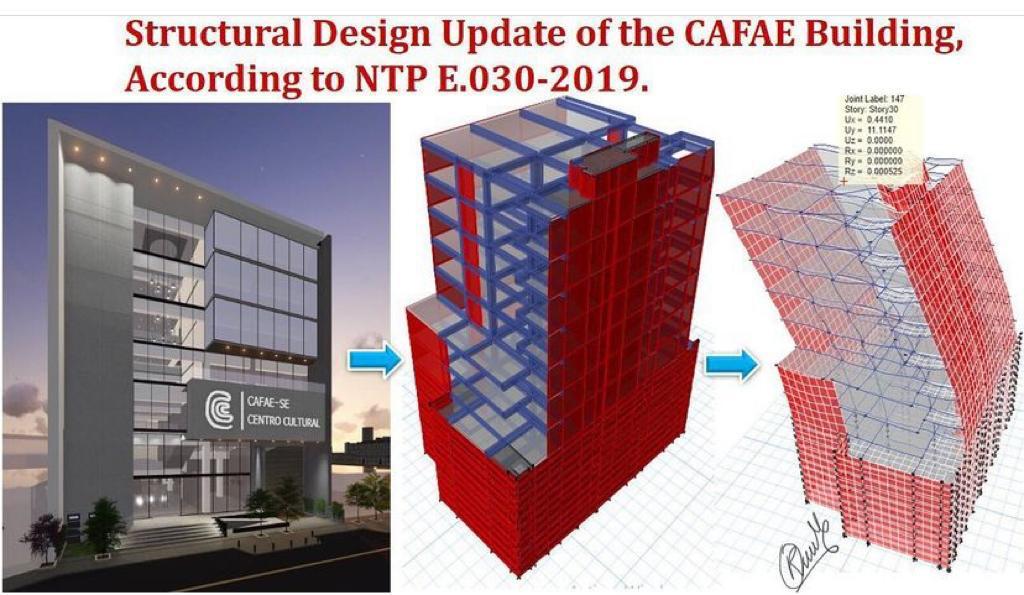 Structural Design Update of the CAFAE Building,
According to NTP E.030-2019.
CAFAE-SE
CENTRO CULTURAL
Joint Label: 147
Story: Story30
Ux = 0.4410
Uy = 11.1147
Uz = 0.0000
Rx = 0.000000
Ry = 0.000000
Rz = 0.000525